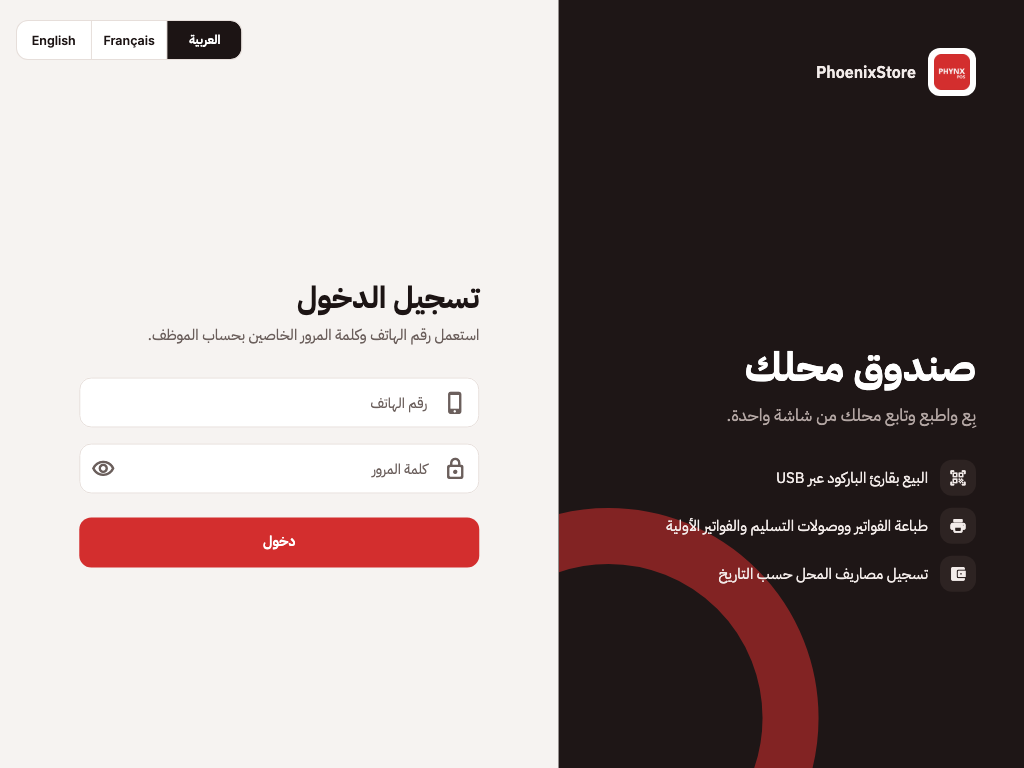 PhoenixStore
PHYNX
POS
صندوق محلك
بِع واطبع وتابع محلك من شاشة واحدة.
البيع بقارئ الباركود عبر USB
طباعة الفواتير ووصولات التسليم والفواتير الأولية
تسجيل مصاريف المحل حسب التاريخ
العربية
Français
English
تسجيل الدخول
استعمل رقم الهاتف وكلمة المرور الخاصين بحساب الموظف.
رقم الهاتف
كلمة المرور
دخول